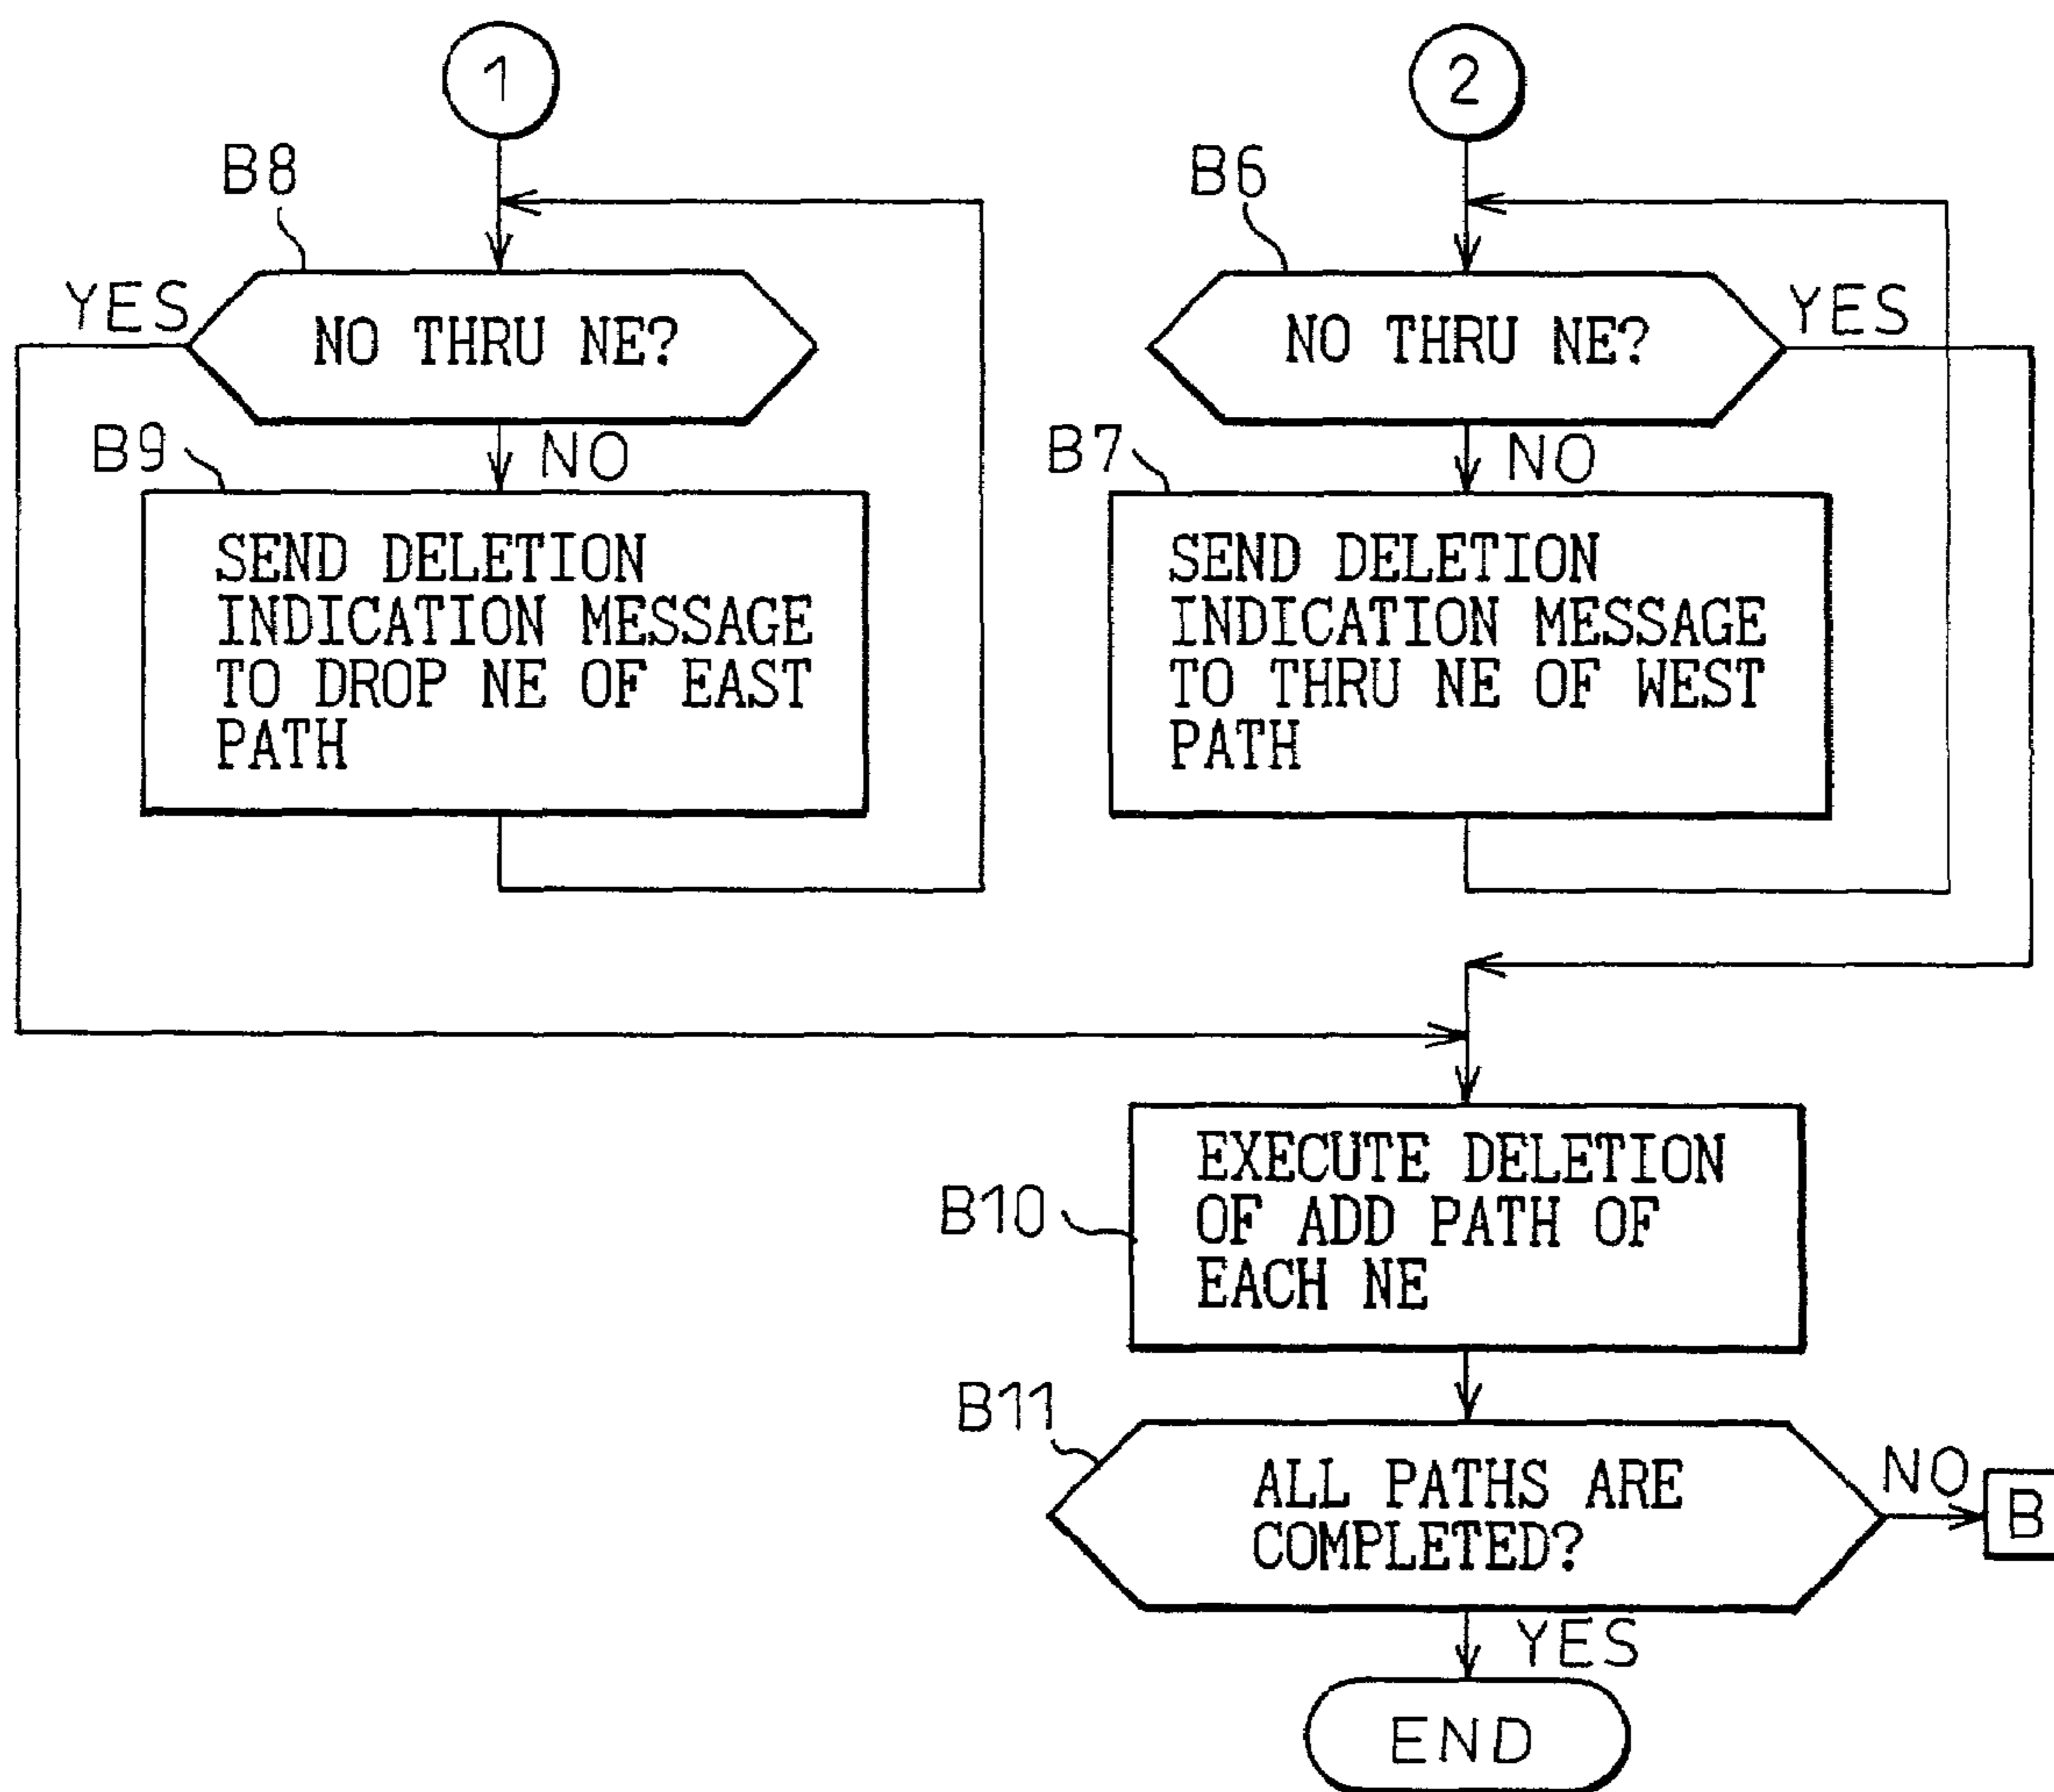 1
2
B8
B6
YES
NO THRU NE?
NO THRU NE?
YES
B9
NO
B7
NO
SEND DELETION
INDICATION MESSAGE
TO DROP NE OF EAST
PATH
SEND DELETION
INDICATION MESSAGE
TO THRU NE OF WEST
PATH
B10
EXECUTE DELETION
OF ADD PATH OF
EACH NE
B11
ALL PATHS ARE
COMPLETED?
NO
B
YES
END